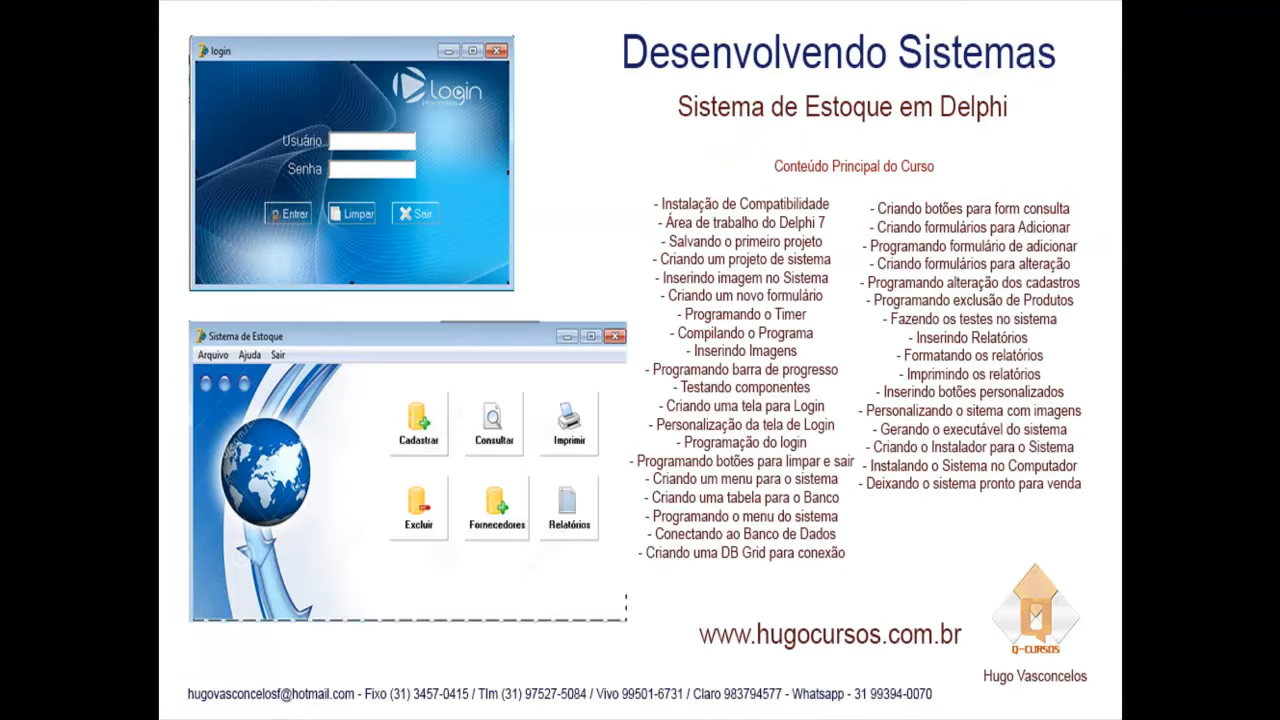 login
login
Usuário
Senha
Entrar
Limpar
Sair
Sistema de Estoque
Arquivo Ajuda Sair
Cadastrar
Consultar
Imprimir
Excluir
Fornecedores
Relatórios
Desenvolvendo Sistemas
Sistema de Estoque em Delphi
Conteúdo Principal do Curso
- Instalação de Compatibilidade
- Área de trabalho do Delphi 7
- Salvando o primeiro projeto
- Criando um projeto de sistema
- Inserindo imagem no Sistema
- Criando um novo formulário
- Programando o Timer
- Compilando o Programa
- Inserindo Imagens
- Programando barra de progresso
- Testando componentes
- Criando uma tela para Login
- Personalização da tela de Login
- Programação do login
- Programando botões para limpar e sair
- Criando um menu para o sistema
- Criando uma tabela para o Banco
- Programando o menu do sistema
- Conectando ao Banco de Dados
- Criando uma DB Grid para conexão
- Criando botões para form consulta
- Criando formulários para Adicionar
- Programando formulário de adicionar
- Criando formulários para alteração
- Programando alteração dos cadastros
- Programando exclusão de Produtos
- Fazendo os testes no sistema
- Inserindo Relatórios
- Formatando os relatórios
- Imprimindo os relatórios
- Inserindo botões personalizados
- Personalizando o sitema com imagens
- Gerando o executável do sistema
- Criando o Instalador para o Sistema
- Instalando o Sistema no Computador
- Deixando o sistema pronto para venda
www.hugocursos.com.br
Q-CURSOS
Hugo Vasconcelos
hugovasconcelosf@hotmail.com - Fixo (31) 3457-0415 / TIm (31) 97527-5084 / Vivo 99501-6731 / Claro 983794577 - Whatsapp - 31 99394-0070